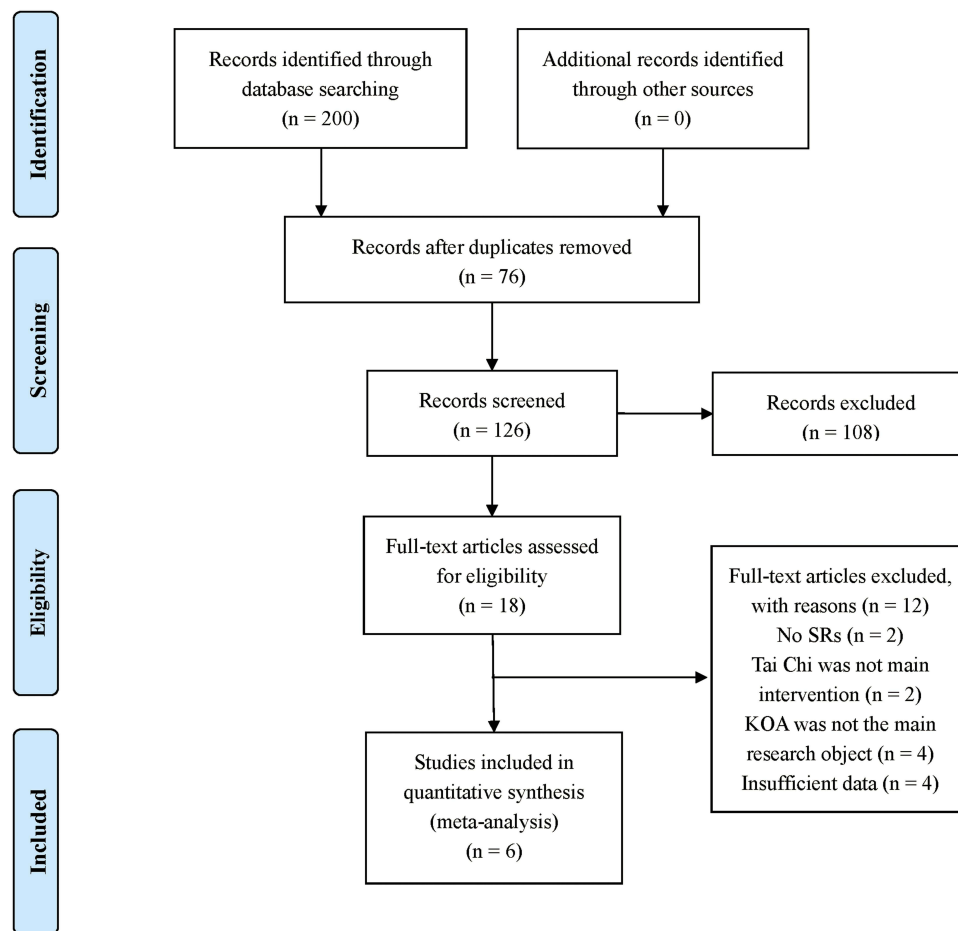 Identification
Records identified through
database searching
(n = 200)
Additional records identified
through other sources
(n = 0)
Records after duplicates removed
(n = 76)
Screening
Records screened
(n = 126)
Records excluded
(n = 108)
Eligibility
Full-text articles assessed
for eligibility
(n = 18)
Full-text articles excluded,
with reasons (n = 12)
No SRs (n = 2)
Tai Chi was not main
intervention (n = 2)
KOA was not the main
research object (n = 4)
Insufficient data (n = 4)
Included
Studies included in
quantitative synthesis
(meta-analysis)
(n = 6)